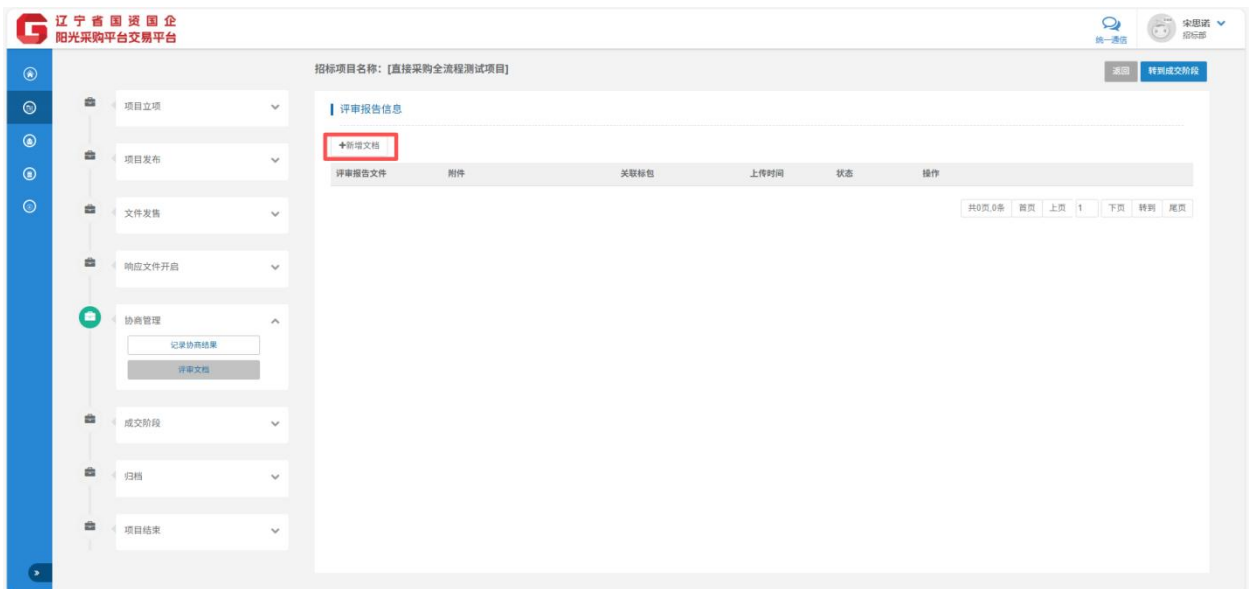 辽宁省国资国企
阳光采购平台交易平台
统一通信
宋思诺
招标部
招标项目名称：[直接采购全流程测试项目]
返回
转到成交阶段
项目立项
项目发布
文件发售
响应文件开启
协商管理
记录协商结果
评审文档
成交阶段
归档
项目结束
评审报告信息
+新增文档
评审报告文件 附件 关联标包 上传时间 状态 操作
共0页,0条 首页 上页 1 下页 转到 尾页